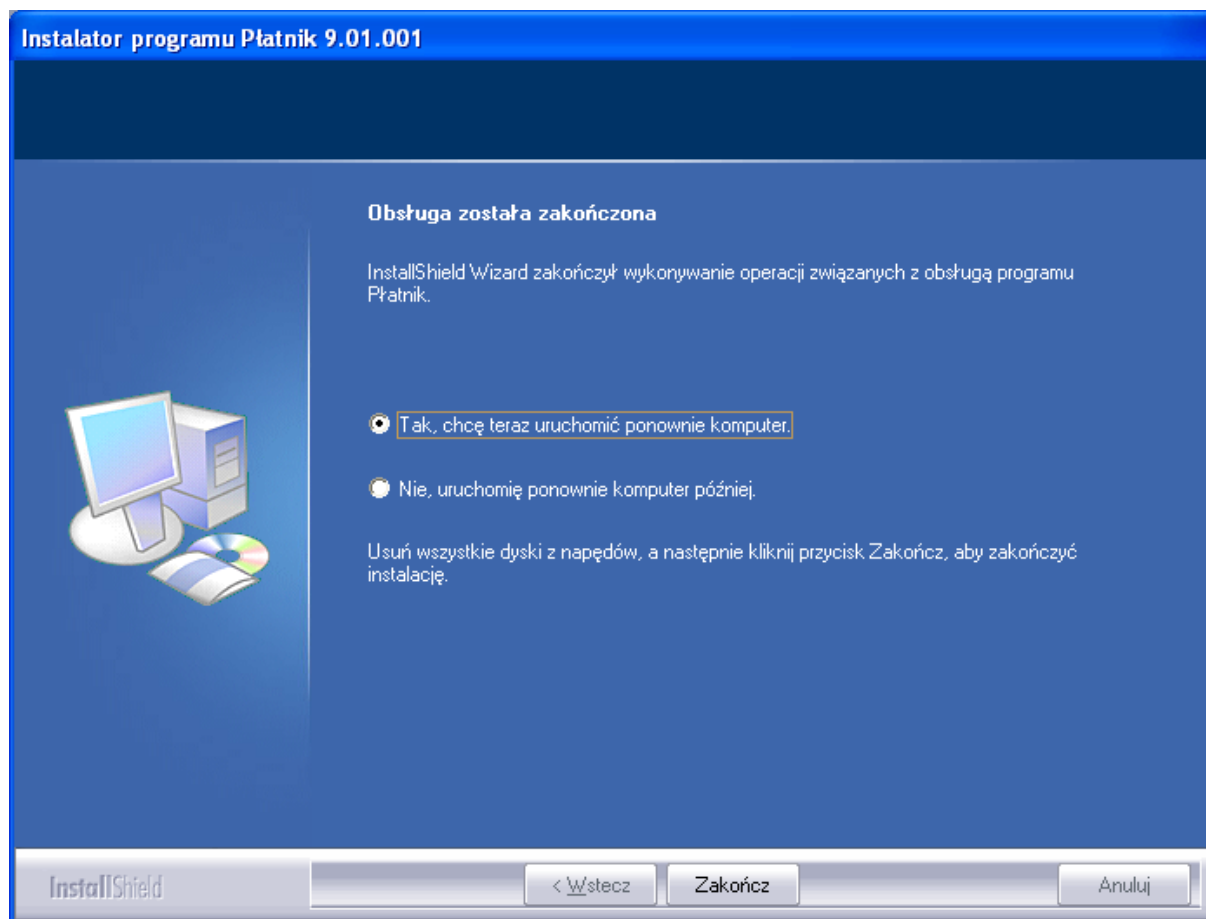 Instalator programu Płatnik 9.01.001
Obsługa została zakończona
InstallShield Wizard zakończył wykonywanie operacji związanych z obsługą programu
Płatnik.
Tak, chcę teraz uruchomić ponownie komputer.
Nie, uruchomię ponownie komputer później.
Usuń wszystkie dyski z napędów, a następnie kliknij przycisk Zakończ, aby zakończyć
instalację.
InstallShield
< Wstecz
Zakończ
Anuluj